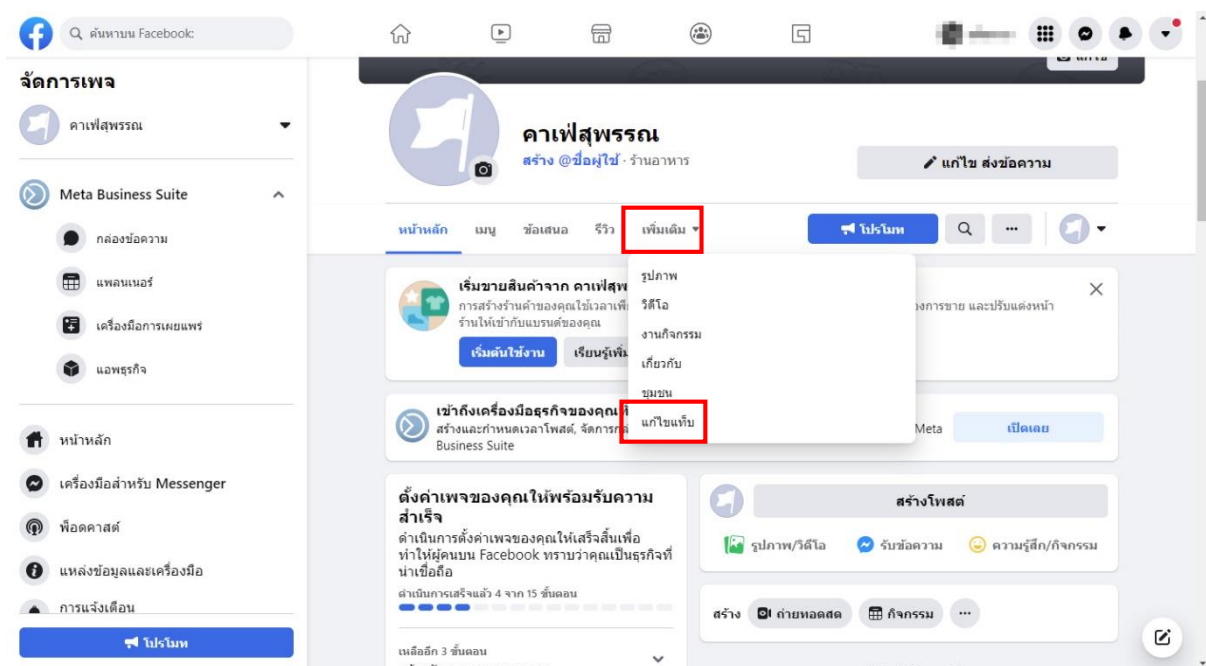 ค้นหาบน Facebook:
แก้ไข
จัดการเพจ
คาเฟ่สุพรรณ
Meta Business Suite
กล่องข้อความ
แพลนเนอร์
เครื่องมือการเผยแพร่
แอพธุรกิจ
หน้าหลัก
เครื่องมือสำหรับ Messenger
พ็อดคาสต์
แหล่งข้อมูลและเครื่องมือ
การแจ้งเตือน
โปรโมท
คาเฟ่สุพรรณ
สร้าง @ชื่อผู้ใช้ · ร้านอาหาร
แก้ไข ส่งข้อความ
หน้าหลัก เมนู ข้อเสนอ รีวิว เพิ่มเติม
โปรโมท
รูปภาพ
วิดีโอ
งานกิจกรรม
เกี่ยวกับ
ชุมชน
แก้ไขแท็บ
เริ่มขายสินค้าจาก คาเฟ่สุพ
การสร้างร้านค้าของคุณใช้เวลาเพี องการขาย และปรับแต่งหน้า
ร้านให้เข้ากับแบรนด์ของคุณ
เริ่มต้นใช้งาน เรียนรู้เพิ่ม
เข้าถึงเครื่องมือธุรกิจของคุณ
สร้างและกำหนดเวลาโพสต์, จัดการก Meta
Business Suite
เปิดเลย
ตั้งค่าเพจของคุณให้พร้อมรับความ
สำเร็จ
ดำเนินการตั้งค่าเพจของคุณให้เสร็จสิ้นเพื่อ
ทำให้ผู้คนบน Facebook ทราบว่าคุณเป็นธุรกิจที่
น่าเชื่อถือ
ดำเนินการเสร็จแล้ว 4 จาก 15 ขั้นตอน
เหลืออีก 3 ขั้นตอน
สร้างโพสต์
รูปภาพ/วิดีโอ รับข้อความ ความรู้สึก/กิจกรรม
สร้าง ถ่ายทอดสด กิจกรรม